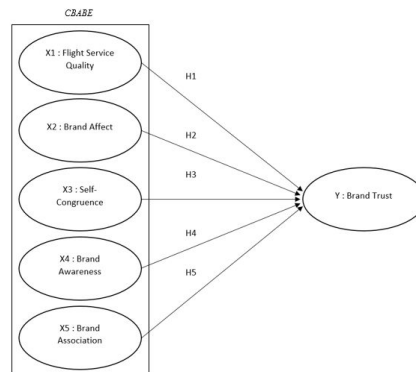 CBABE
X1 : Flight Service
Quality
H1
X2 : Brand Affect
H2
H3
X3 : Self-
Congruence
Y : Brand Trust
H4
X4 : Brand
Awareness
H5
X5 : Brand
Association